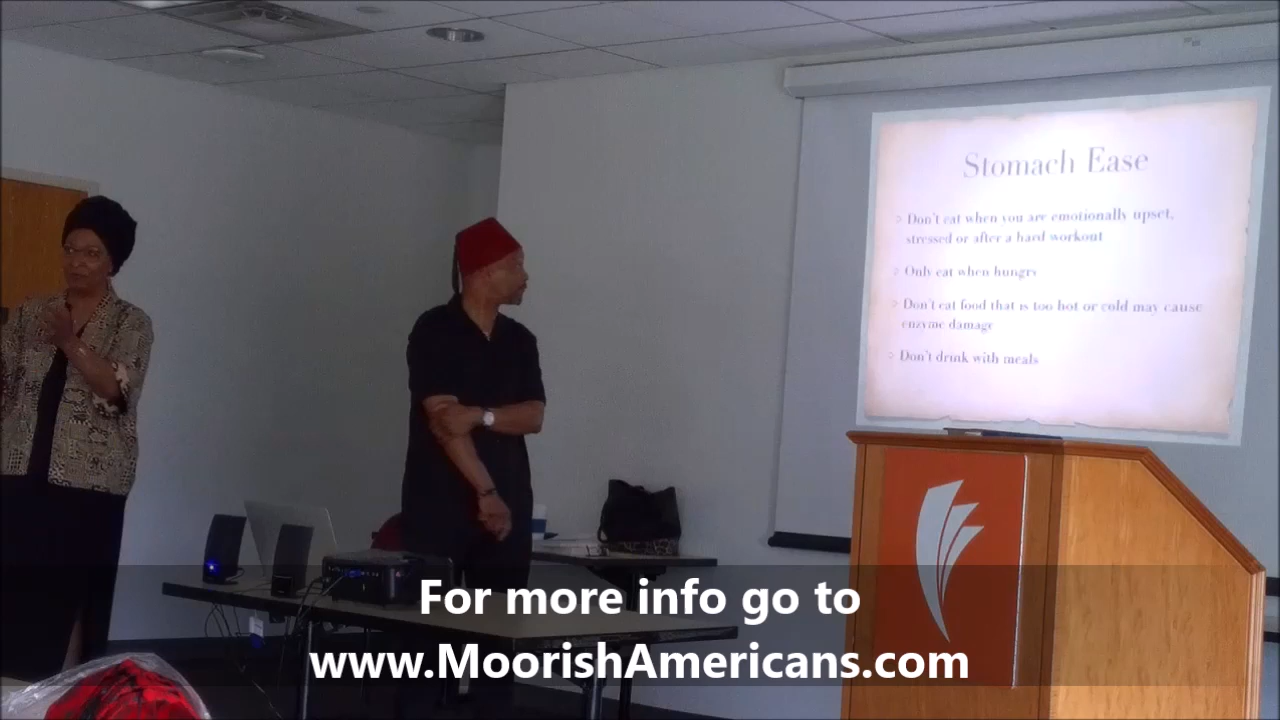 Stomach Ease
Don't eat when you are emotionally upset,
stressed or after a hard workout
Only eat when hungry
Don't eat food that is too hot or cold may cause
enzyme damage
Don't drink with meals
For more info go to
www.MoorishAmericans.com